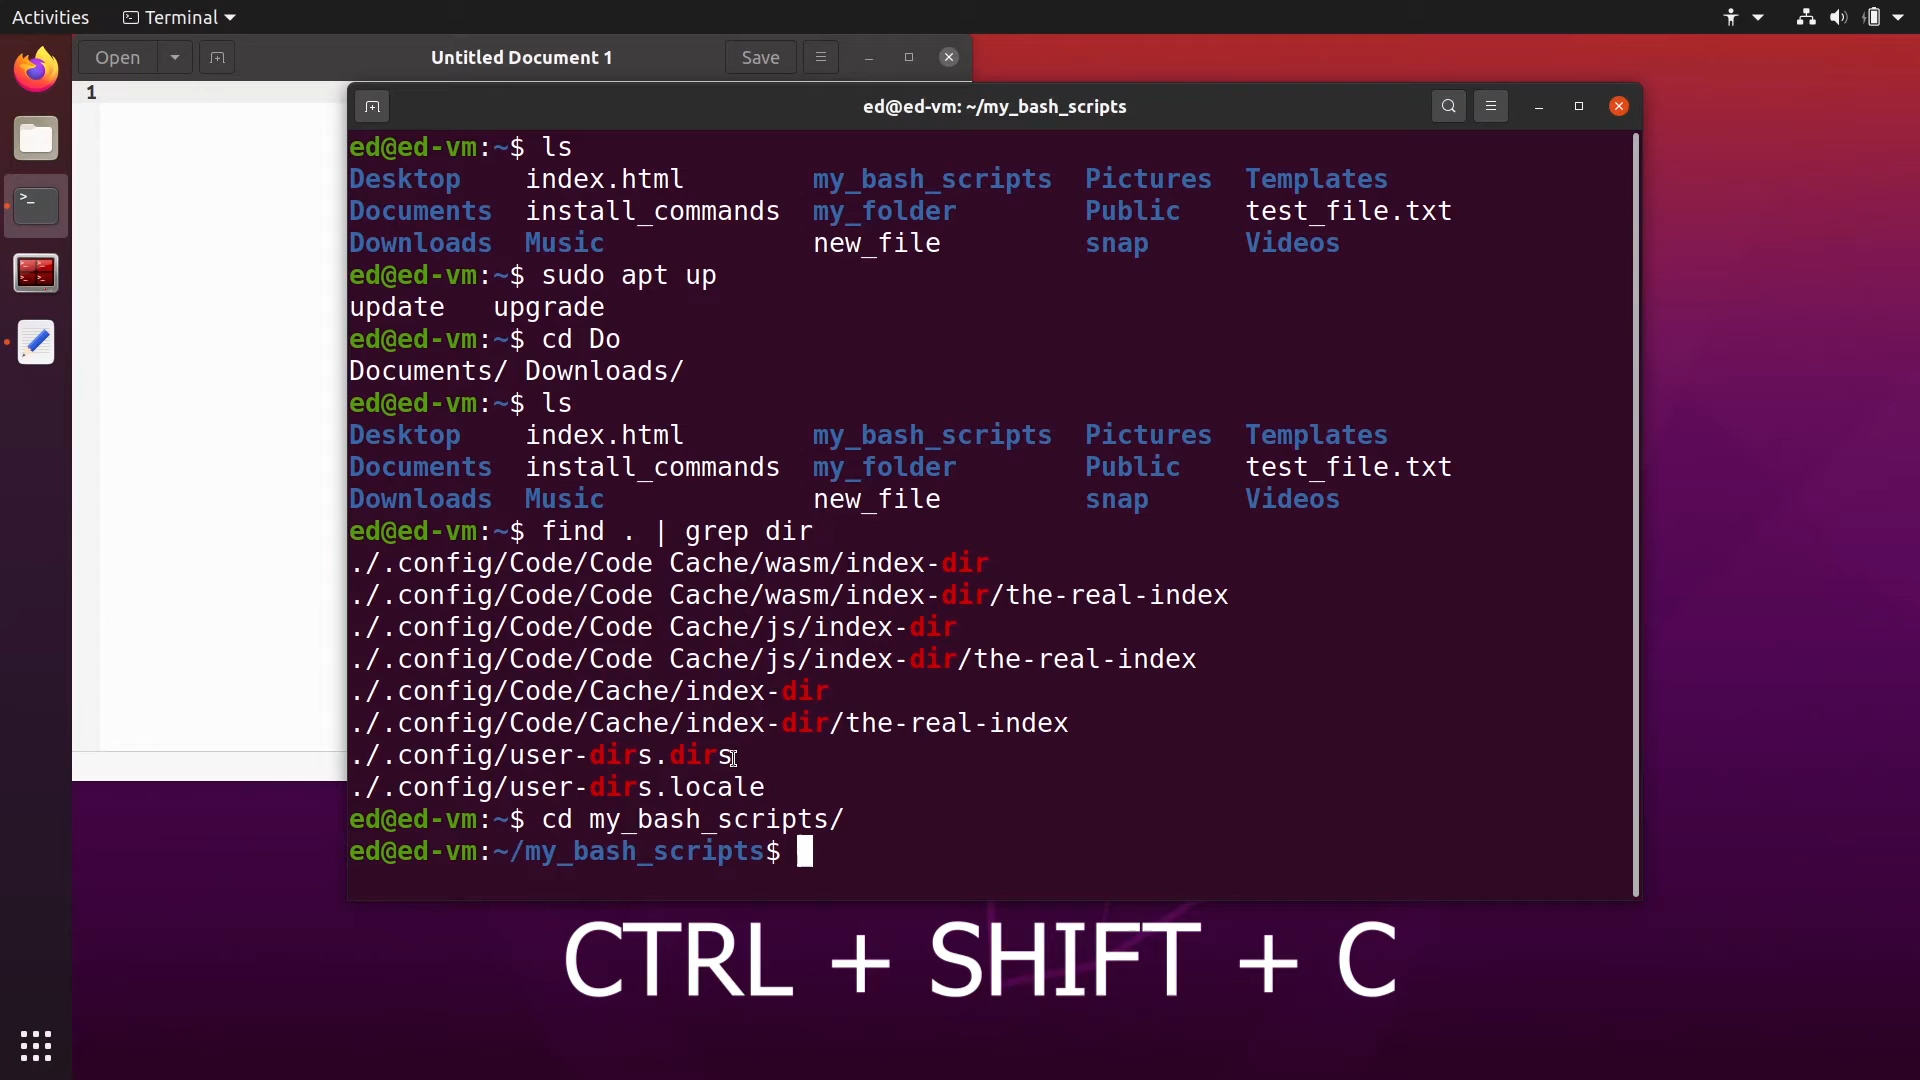 Activities Terminal
Open Untitled Document 1 Save
1
ed@ed-vm: ~/my_bash_scripts
ed@ed-vm:~$ ls
Desktop index.html my_bash_scripts Pictures Templates
Documents install_commands my_folder Public test_file.txt
Downloads Music new_file snap Videos
ed@ed-vm:~$ sudo apt up
update upgrade
ed@ed-vm:~$ cd Do
Documents/ Downloads/
ed@ed-vm:~$ ls
Desktop index.html my_bash_scripts Pictures Templates
Documents install_commands my_folder Public test_file.txt
Downloads Music new_file snap Videos
ed@ed-vm:~$ find . | grep dir
./.config/Code/Code Cache/wasm/index-dir
./.config/Code/Code Cache/wasm/index-dir/the-real-index
./.config/Code/Code Cache/js/index-dir
./.config/Code/Code Cache/js/index-dir/the-real-index
./.config/Code/Cache/index-dir
./.config/Code/Cache/index-dir/the-real-index
./.config/user-dirs.dirs
./.config/user-dirs.locale
ed@ed-vm:~$ cd my_bash_scripts/
ed@ed-vm:~/my_bash_scripts$
CTRL + SHIFT + C